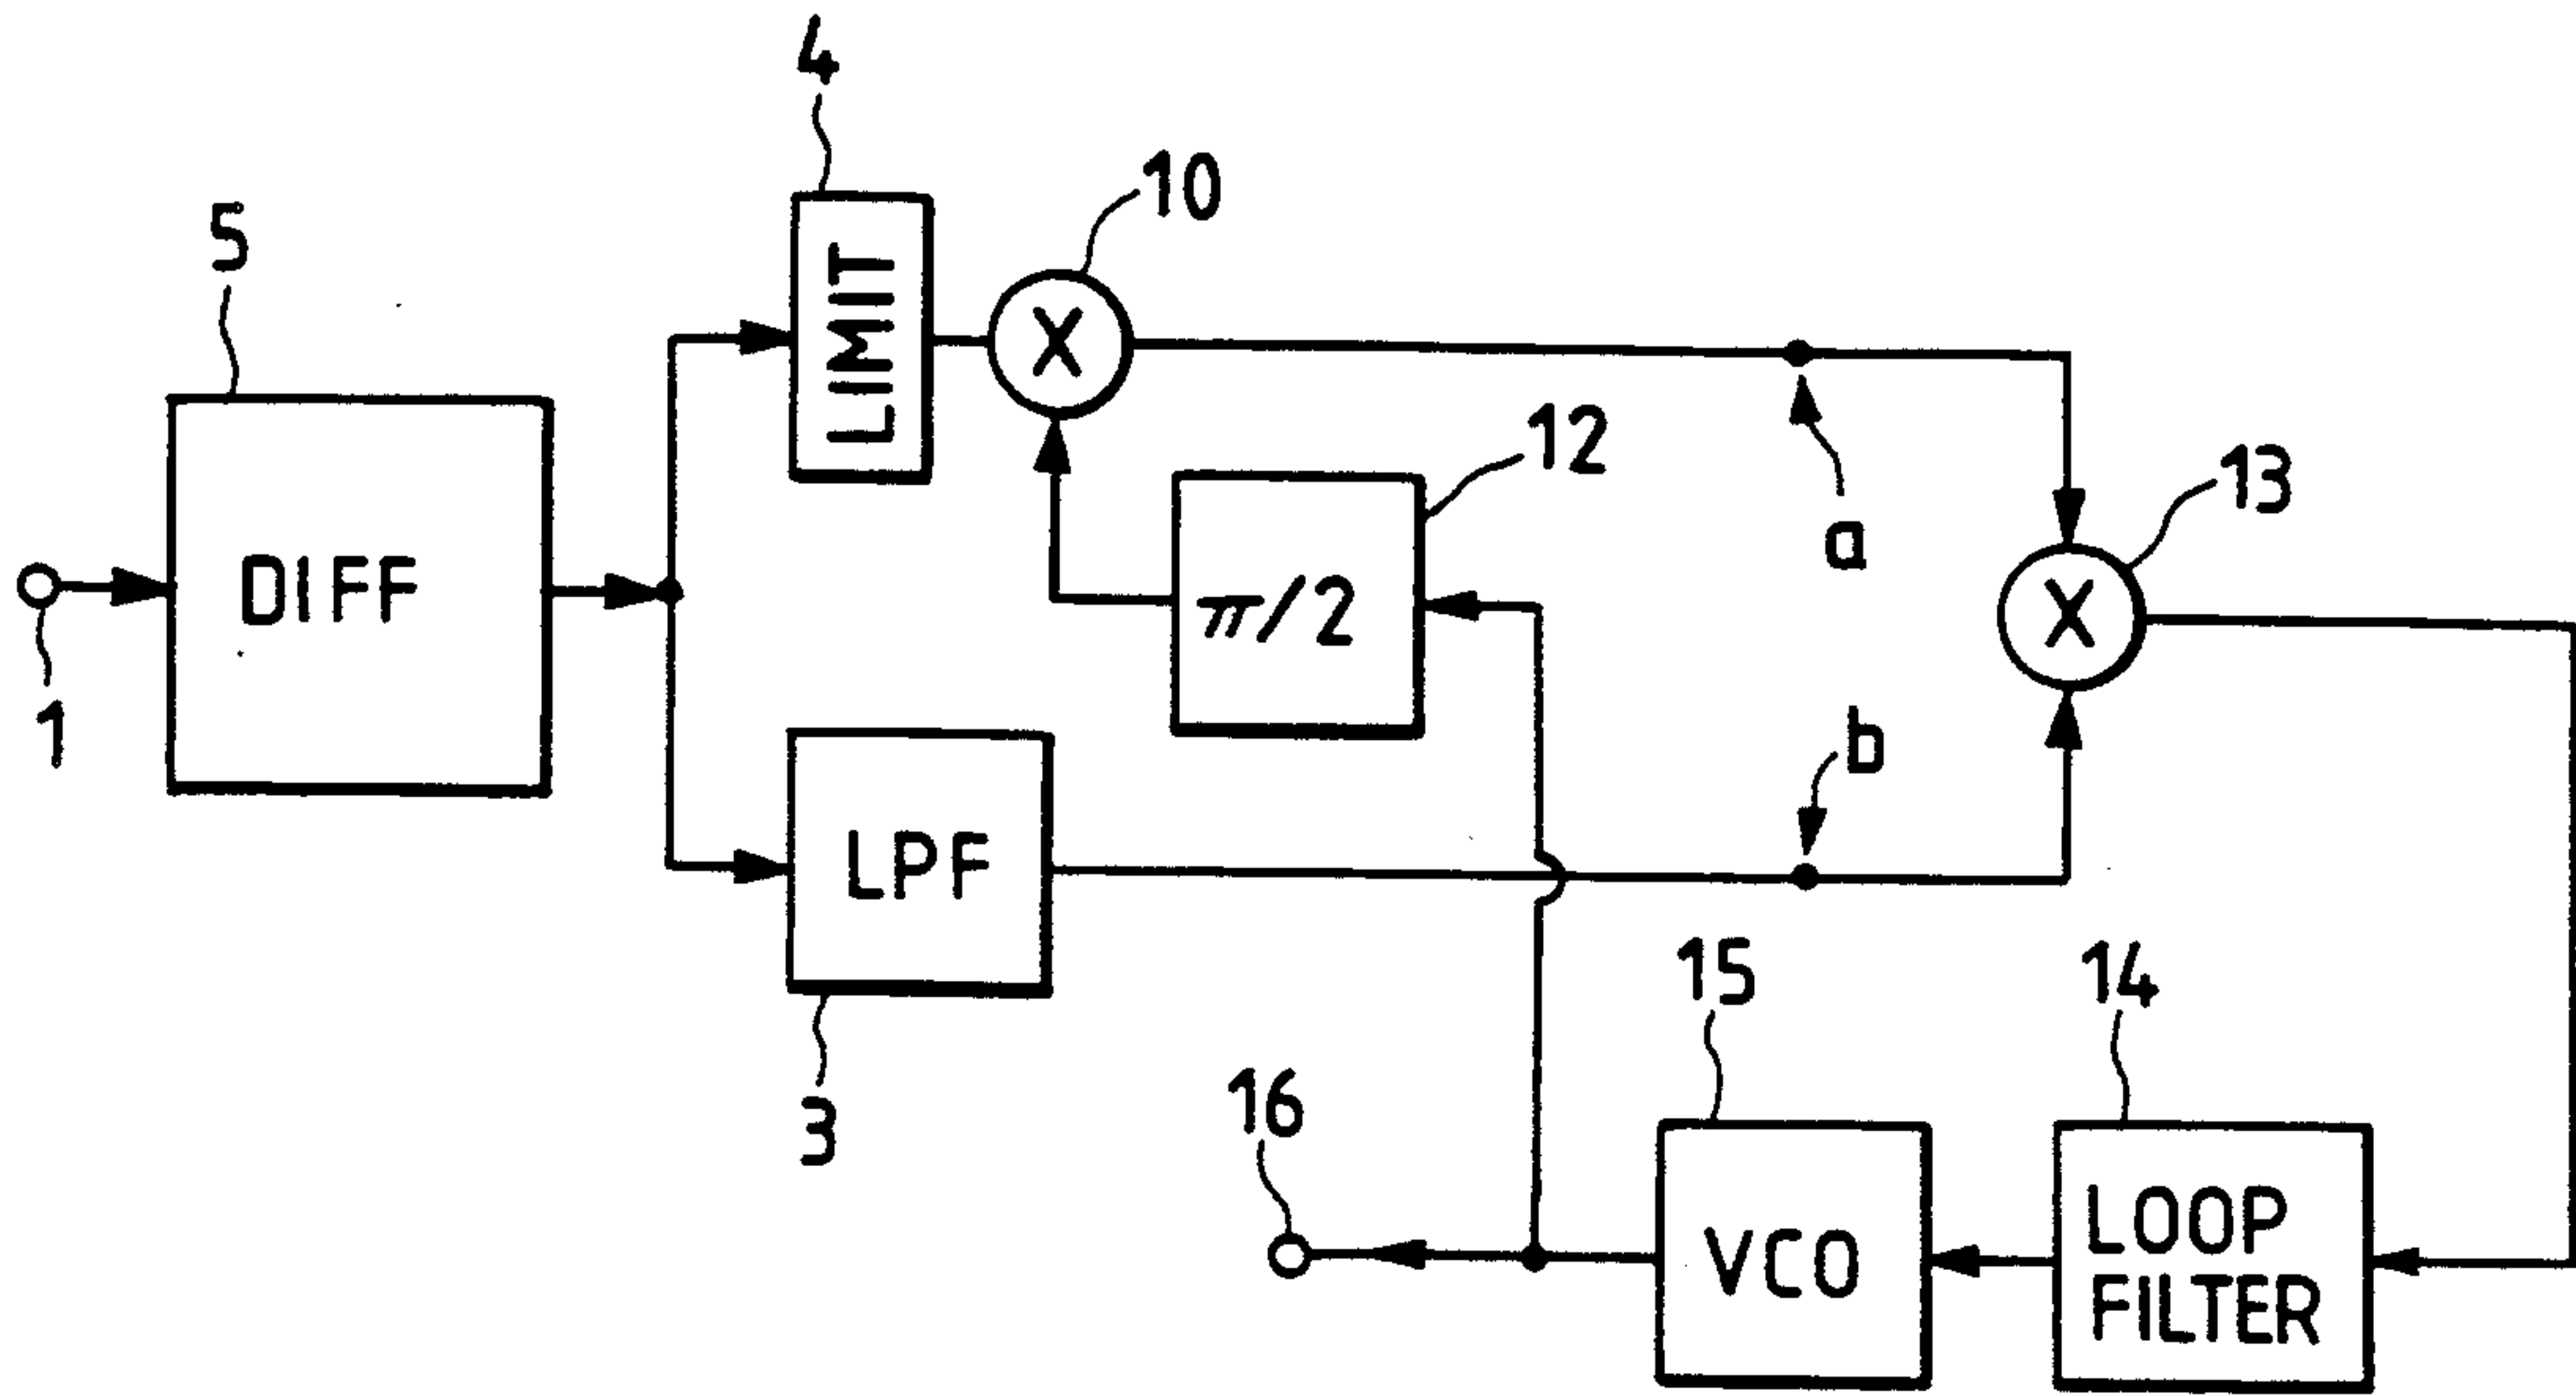 4
10
5
LIMIT
X
12
a
13
DIFF
π/2
X
1
b
LPF
3
15
14
16
VCO
LOOP
FILTER